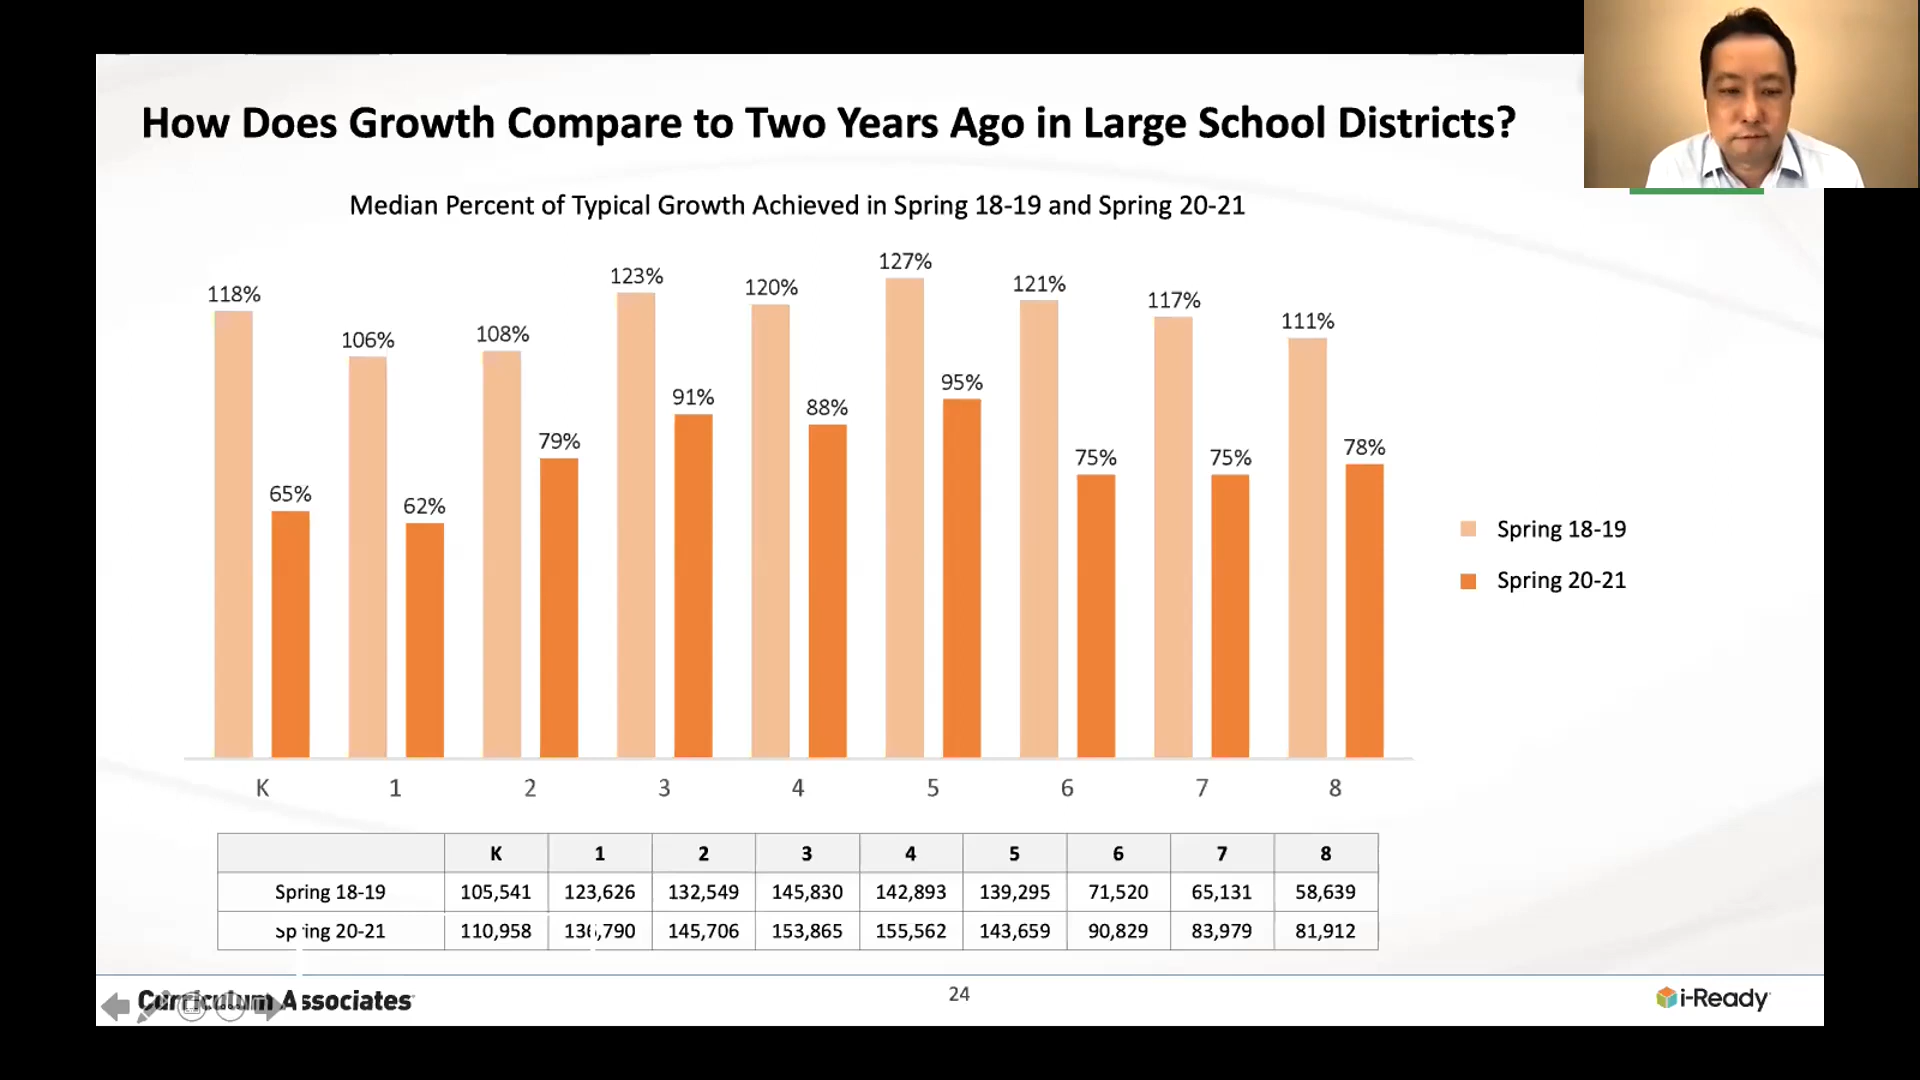 How Does Growth Compare to Two Years Ago in Large School Districts?
Median Percent of Typical Growth Achieved in Spring 18-19 and Spring 20-21
118% 65% 106% 62% 108% 79% 123% 91% 120% 88% 127% 95% 121% 75% 117% 75% 111% 78%
Spring 18-19
Spring 20-21
K 1 2 3 4 5 6 7 8
K 1 2 3 4 5 6 7 8
Spring 18-19 105,541 123,626 132,549 145,830 142,893 139,295 71,520 65,131 58,639
Spring 20-21 110,958 136,790 145,706 153,865 155,562 143,659 90,829 83,979 81,912
Curriculum Associates
24
i-Ready